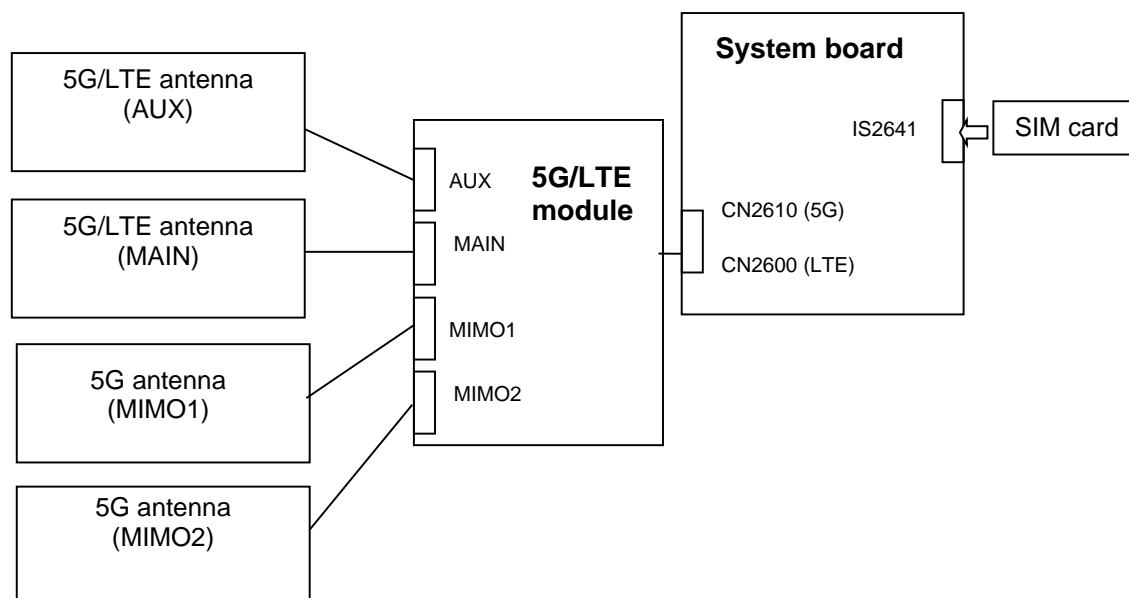 5G/LTE antenna
(AUX)
5G/LTE antenna
(MAIN)
5G antenna
(MIMO1)
5G antenna
(MIMO2)
AUX
MAIN
MIMO1
MIMO2
5G/LTE
module
System board
IS2641
CN2610 (5G)
CN2600 (LTE)
SIM card